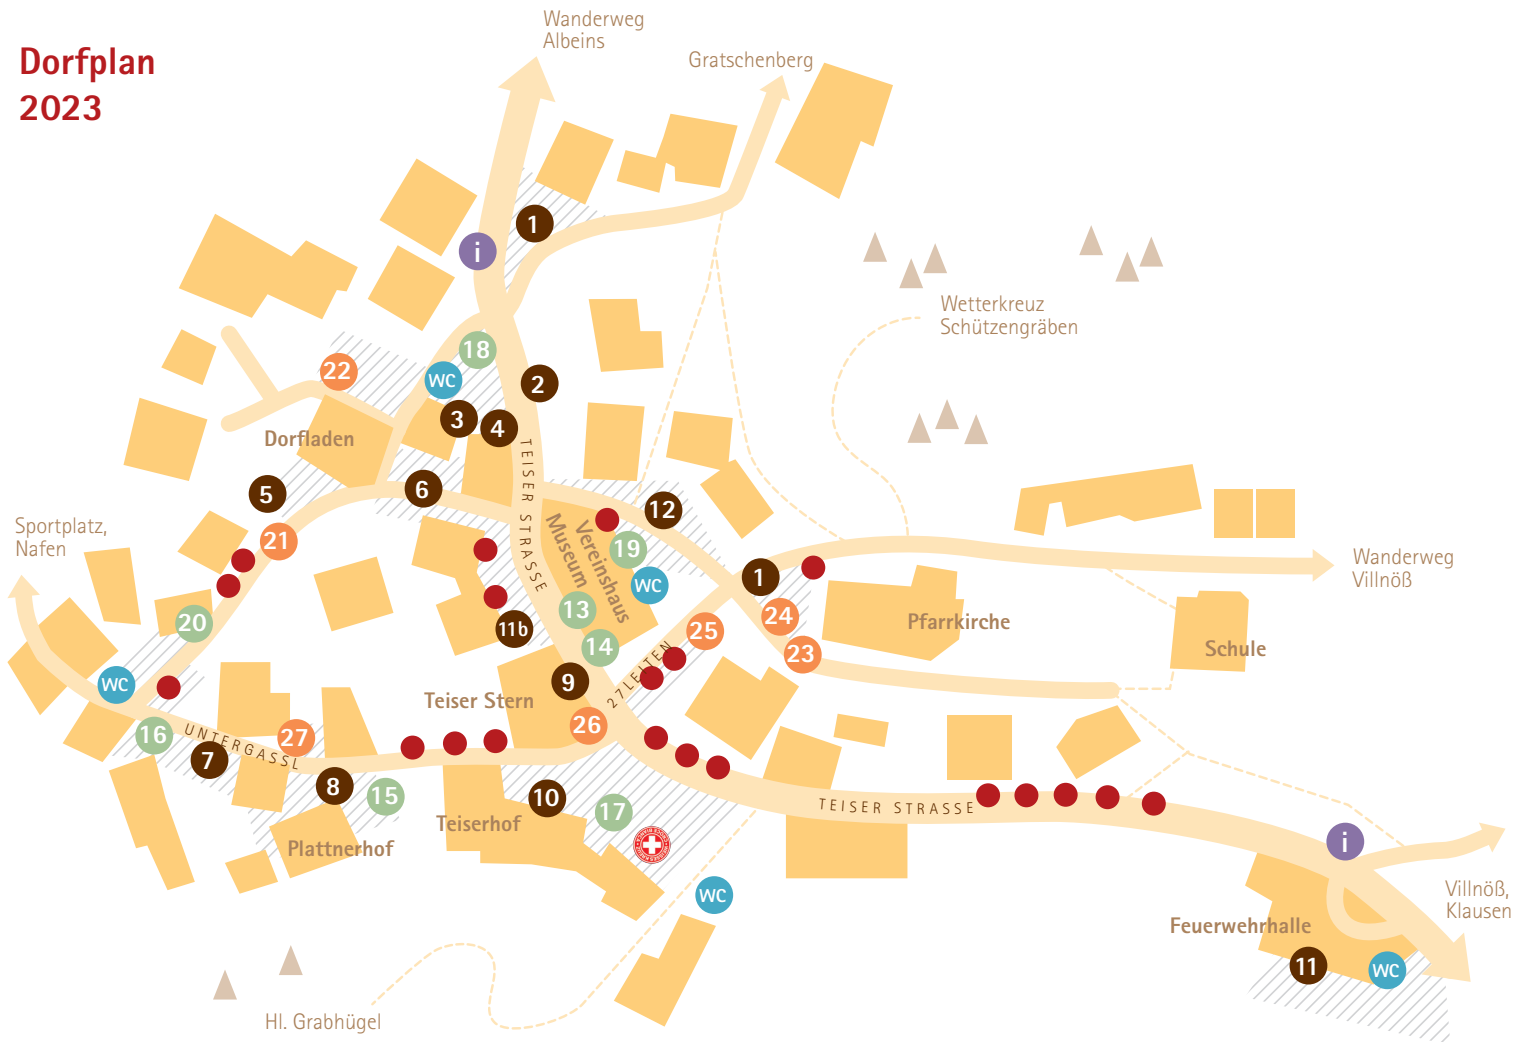 Dorfplan
2023
Wanderweg
Albeins
Gratschenberg
1
i
Wetterkreuz
Schützengräben
18
22
WC
2
3
4
Dorfladen
TEISER STRASSE
5
6
12
Sportplatz,
Nafen
21
Museum
Vereinshaus
19
WC
1
Wanderweg
Villnöß
20
13
11b
14
25
24
Pfarrkirche
23
Schule
WC
9
Teiser Stern
27LEITEN
26
16
UNTERGASSL
27
7
8
15
10
17
Teiserhof
Plattnerhof
TEISER STRASSE
i
WC
Villnöß,
Klausen
Feuerwehrhalle
11
WC
Hl. Grabhügel